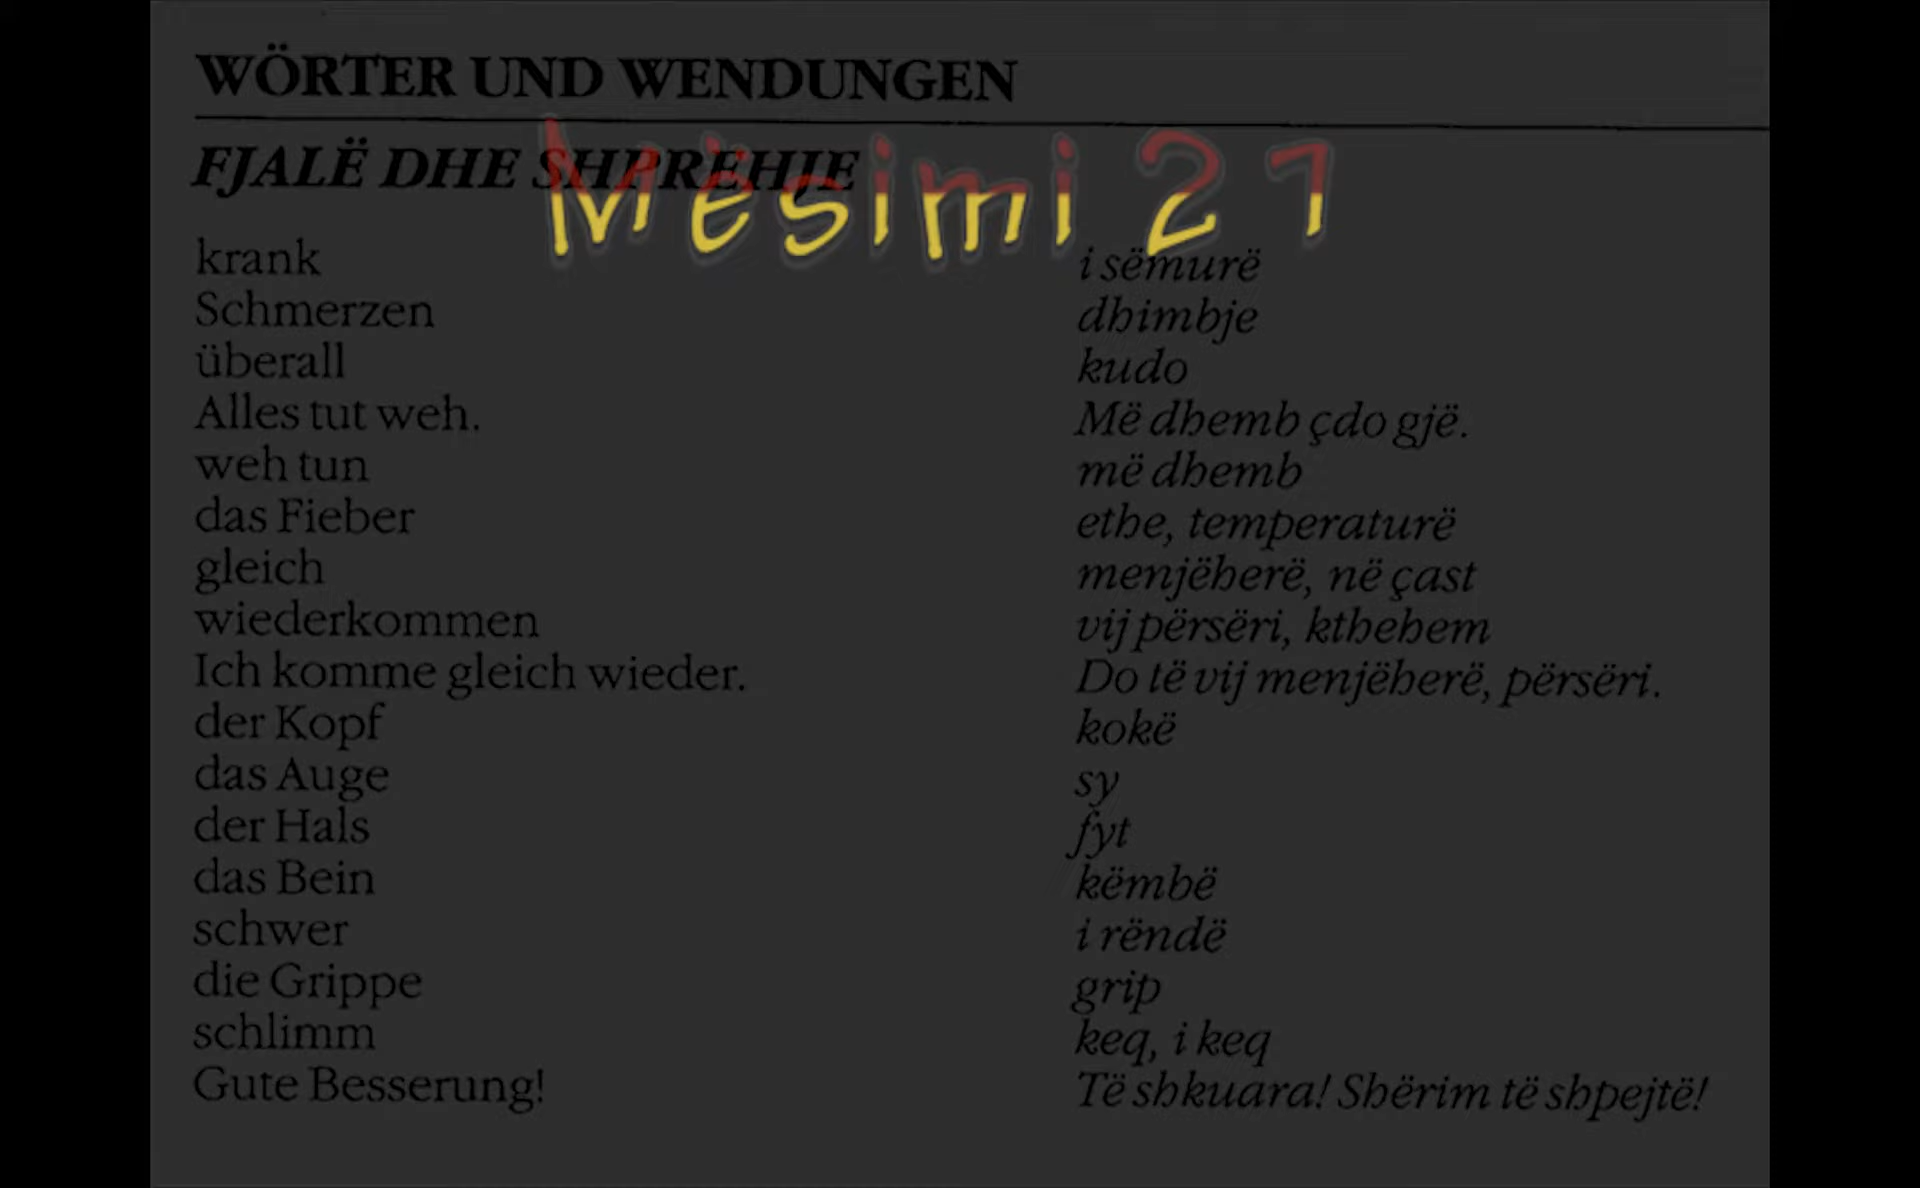 WÖRTER UND WENDUNGEN
FJALË DHE SHPREHJE
Mësimi 21
krank i sëmurë
Schmerzen dhimbje
überall kudo
Alles tut weh. Më dhemb çdo gjë.
weh tun më dhemb
das Fieber ethe, temperaturë
gleich menjëherë, në çast
wiederkommen vij përsëri, kthehem
Ich komme gleich wieder. Do të vij menjëherë, përsëri.
der Kopf kokë
das Auge sy
der Hals fyt
das Bein këmbë
schwer i rëndë
die Grippe grip
schlimm keq, i keq
Gute Besserung! Të shkuara! Shërim të shpejtë!